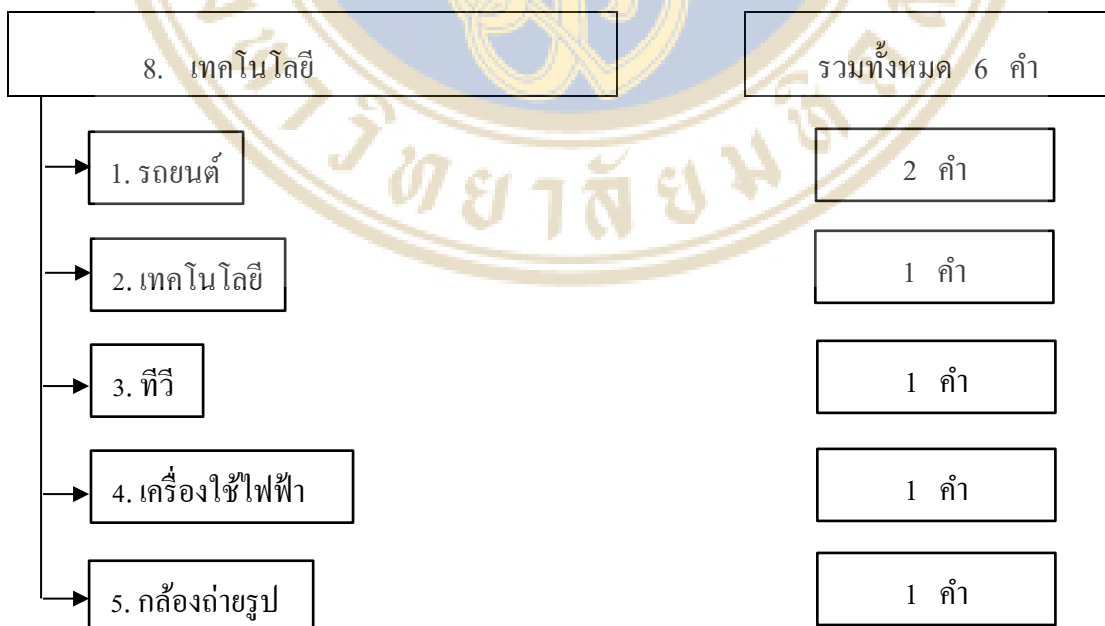 8. เทคโนโลยี รวมทั้งหมด 6 คำ
1. รถยนต์ 2 คำ
2. เทคโนโลยี 1 คำ
3. ทีวี 1 คำ
4. เครื่องใช้ไฟฟ้า 1 คำ
5. กล้องถ่ายรูป 1 คำ